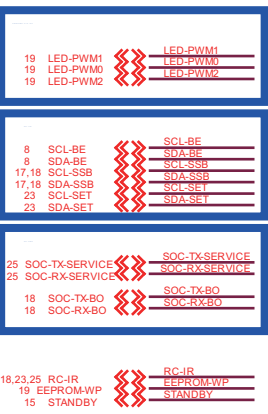 19 LED-PWM1 LED-PWM1
19 LED-PWM0 LED-PWM0
19 LED-PWM2 LED-PWM2
8 SCL-BE SCL-BE
8 SDA-BE SDA-BE
17,18 SCL-SSB SCL-SSB
17,18 SDA-SSB SDA-SSB
23 SCL-SET SCL-SET
23 SDA-SET SDA-SET
25 SOC-TX-SERVICE SOC-TX-SERVICE
25 SOC-RX-SERVICE SOC-RX-SERVICE
18 SOC-TX-BO SOC-TX-BO
18 SOC-RX-BO SOC-RX-BO
18,23,25 RC-IR RC-IR
19 EEPROM-WP EEPROM-WP
15 STANDBY STANDBY